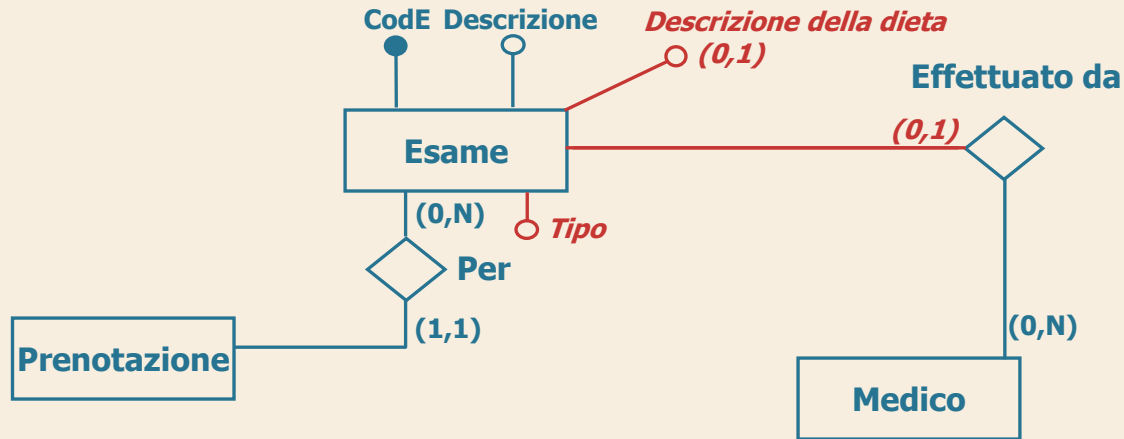 CodE Descrizione
Descrizione della dieta
(0,1)
Effettuato da
(0,1)
Esame
(0,N)
Tipo
Per
(1,1)
(0,N)
Prenotazione
Medico